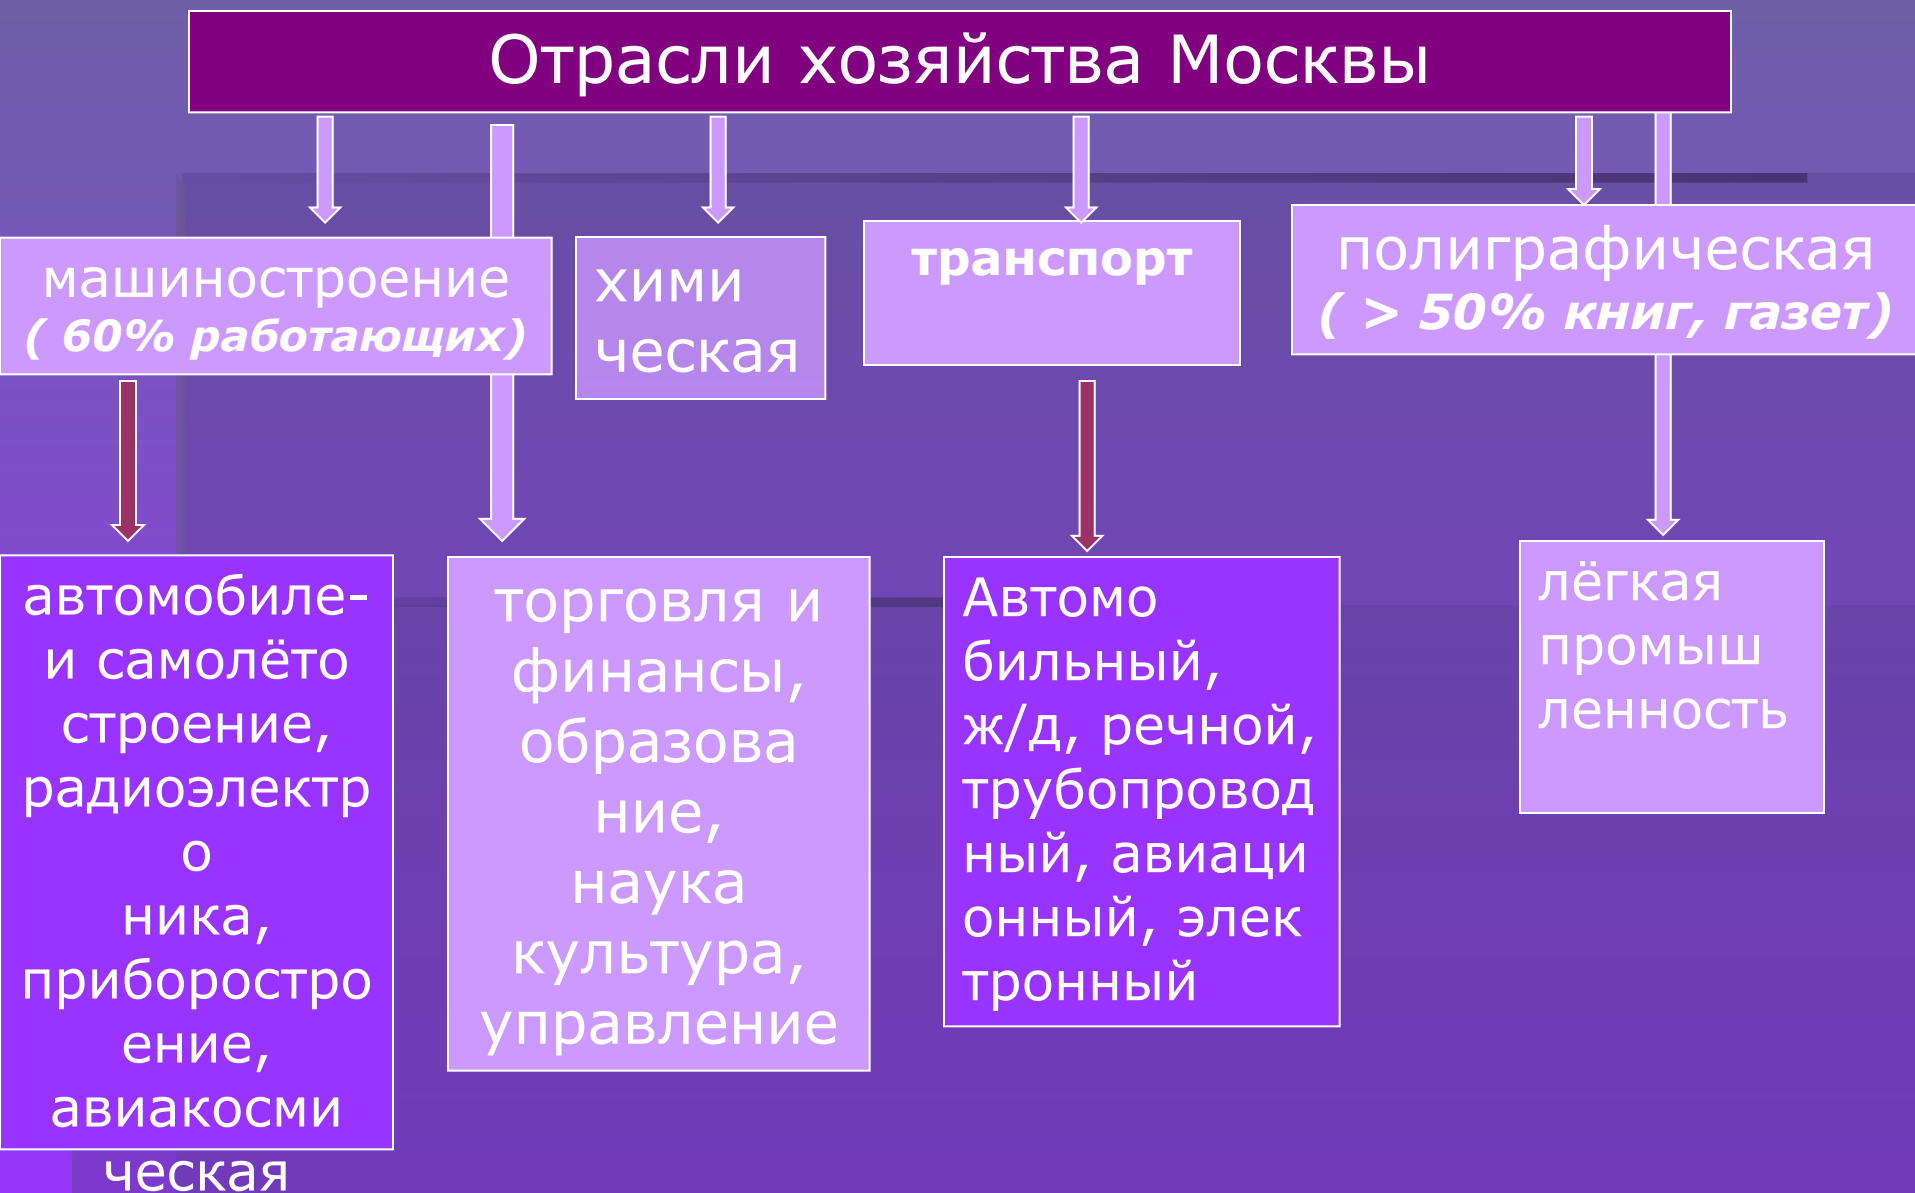 Отрасли хозяйства Москвы
машиностроение
( 60% работающих)
хими
ческая
транспорт
полиграфическая
( > 50% книг, газет)
автомобиле-
и самолёто
строение,
радиоэлектр
о
ника,
приборостро
ение,
авиакосми
ческая
торговля и
финансы,
образова
ние,
наука
культура,
управление
Автомо
бильный,
ж/д, речной,
трубопровод
ный, авиаци
онный, элек
тронный
лёгкая
промыш
ленность